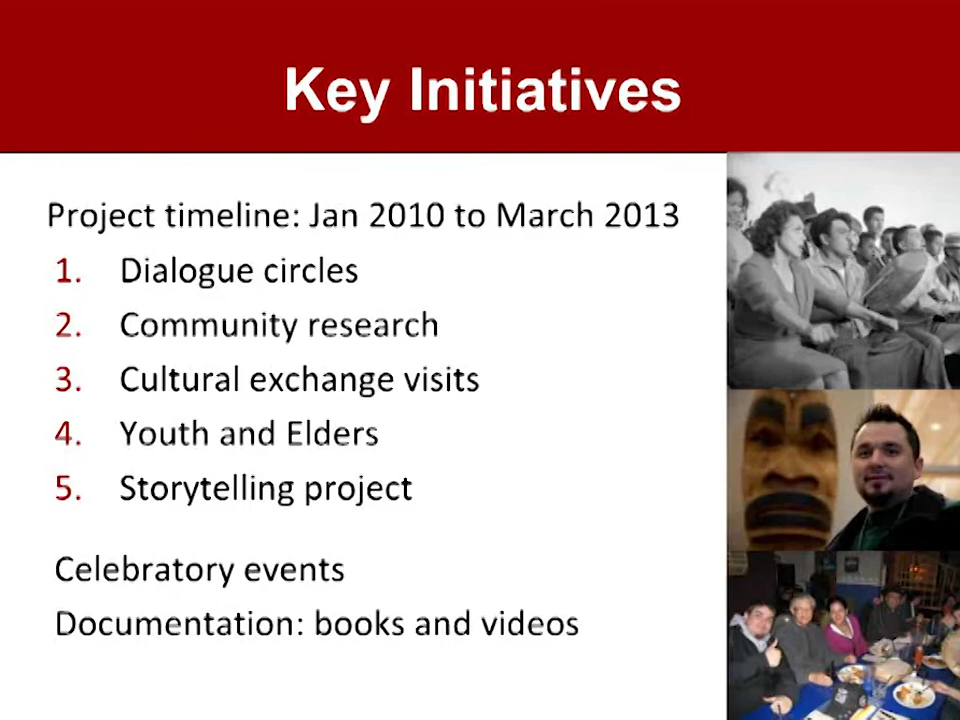 Key Initiatives
Project timeline: Jan 2010 to March 2013
1. Dialogue circles
2. Community research
3. Cultural exchange visits
4. Youth and Elders
5. Storytelling project
Celebratory events
Documentation: books and videos